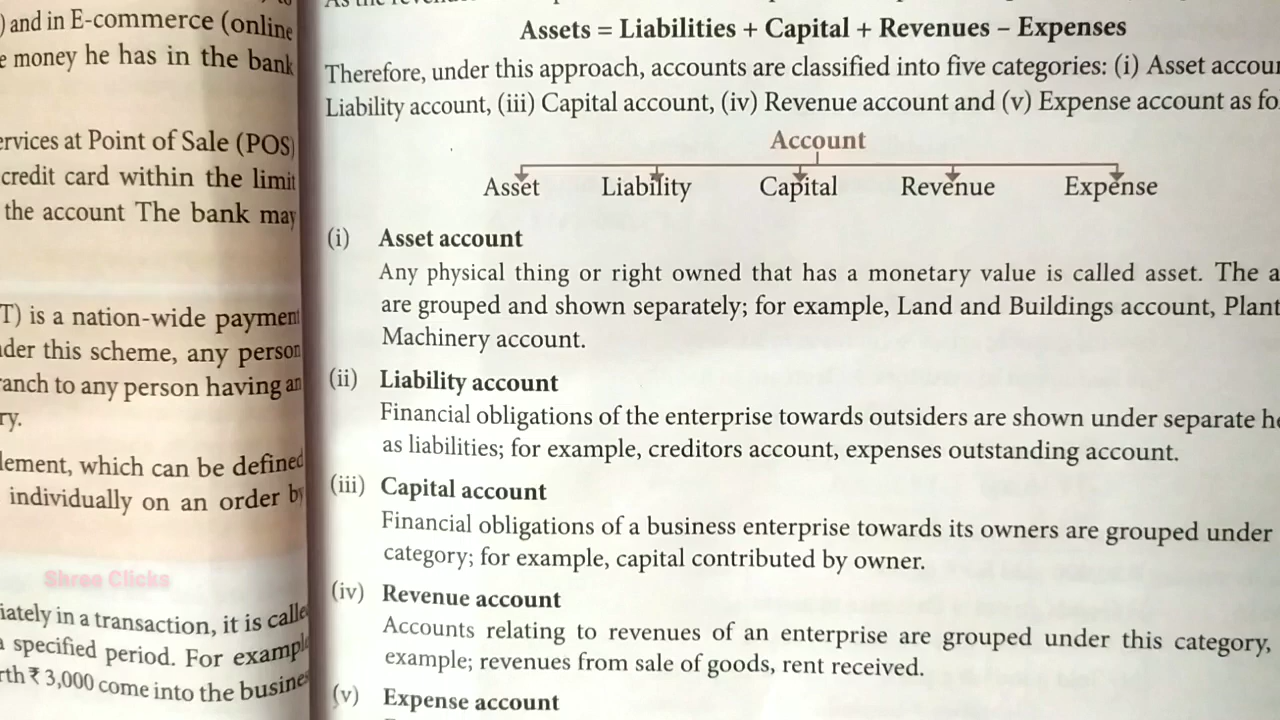 ) and in E-commerce (online
money he has in the bank
ervices at Point of Sale (POS)
credit card within the limit
the account The bank may
T) is a nation-wide payment
der this scheme, any person
ranch to any person having an
ry.
lement, which can be defined
individually on an order by
Shree Clicks
iately in a transaction, it is calle
a specified period. For example
rth ₹ 3,000 come into the busines
Assets = Liabilities + Capital + Revenues – Expenses
Therefore, under this approach, accounts are classified into five categories: (i) Asset accou
Liability account, (iii) Capital account, (iv) Revenue account and (v) Expense account as fo
Account
Asset Liability Capital Revenue Expense
(i) Asset account
Any physical thing or right owned that has a monetary value is called asset. The a
are grouped and shown separately; for example, Land and Buildings account, Plant
Machinery account.
(ii) Liability account
Financial obligations of the enterprise towards outsiders are shown under separate he
as liabilities; for example, creditors account, expenses outstanding account.
(iii) Capital account
Financial obligations of a business enterprise towards its owners are grouped under
category; for example, capital contributed by owner.
(iv) Revenue account
Accounts relating to revenues of an enterprise are grouped under this category,
example; revenues from sale of goods, rent received.
(v) Expense account